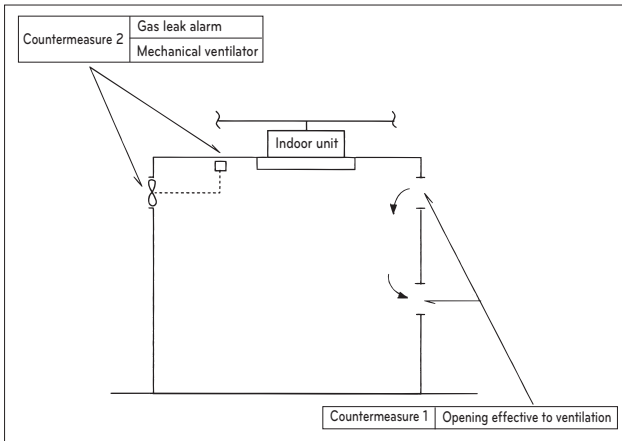 Countermeasure 2
Gas leak alarm
Mechanical ventilator
Indoor unit
Countermeasure 1
Opening effective to ventilation